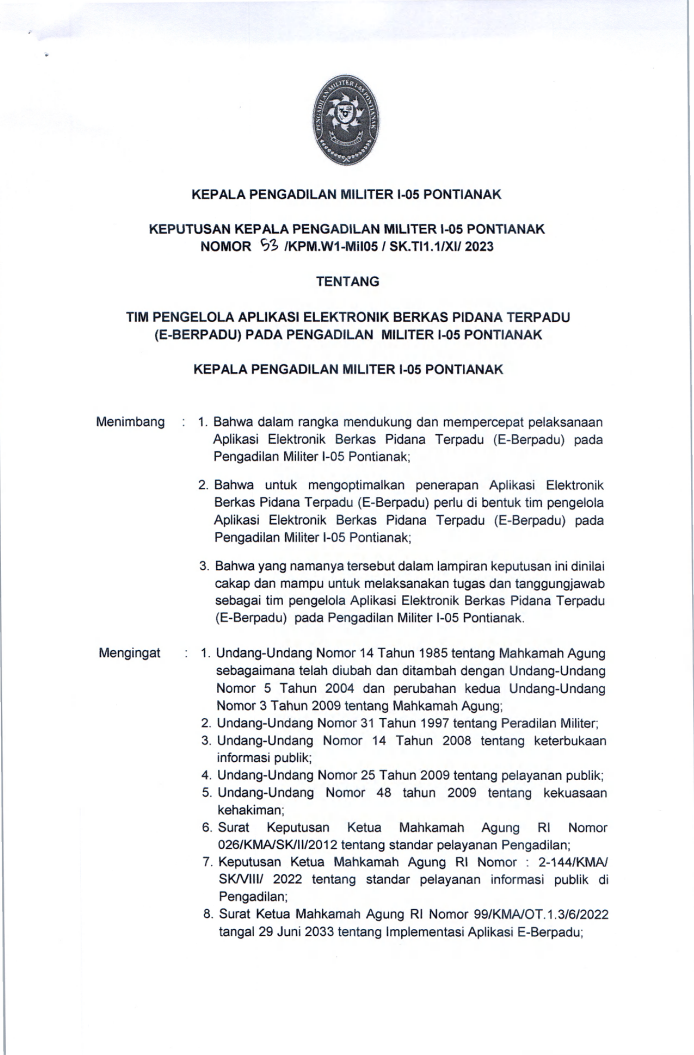 PENGADILAN MILITER I-05 PONTIANAK
KEPALA PENGADILAN MILITER I-05 PONTIANAK
KEPUTUSAN KEPALA PENGADILAN MILITER I-05 PONTIANAK
NOMOR 53 /KPM.W1-Mil05 / SK.TI1.1/XI/ 2023
TENTANG
TIM PENGELOLA APLIKASI ELEKTRONIK BERKAS PIDANA TERPADU
(E-BERPADU) PADA PENGADILAN MILITER I-05 PONTIANAK
KEPALA PENGADILAN MILITER I-05 PONTIANAK
Menimbang : 1. Bahwa dalam rangka mendukung dan mempercepat pelaksanaan
Aplikasi Elektronik Berkas Pidana Terpadu (E-Berpadu) pada
Pengadilan Militer I-05 Pontianak;
2. Bahwa untuk mengoptimalkan penerapan Aplikasi Elektronik
Berkas Pidana Terpadu (E-Berpadu) perlu di bentuk tim pengelola
Aplikasi Elektronik Berkas Pidana Terpadu (E-Berpadu) pada
Pengadilan Militer I-05 Pontianak;
3. Bahwa yang namanya tersebut dalam lampiran keputusan ini dinilai
cakap dan mampu untuk melaksanakan tugas dan tanggungjawab
sebagai tim pengelola Aplikasi Elektronik Berkas Pidana Terpadu
(E-Berpadu) pada Pengadilan Militer I-05 Pontianak.
Mengingat : 1. Undang-Undang Nomor 14 Tahun 1985 tentang Mahkamah Agung
sebagaimana telah diubah dan ditambah dengan Undang-Undang
Nomor 5 Tahun 2004 dan perubahan kedua Undang-Undang
Nomor 3 Tahun 2009 tentang Mahkamah Agung;
2. Undang-Undang Nomor 31 Tahun 1997 tentang Peradilan Militer;
3. Undang-Undang Nomor 14 Tahun 2008 tentang keterbukaan
informasi publik;
4. Undang-Undang Nomor 25 Tahun 2009 tentang pelayanan publik;
5. Undang-Undang Nomor 48 tahun 2009 tentang kekuasaan
kehakiman;
6. Surat Keputusan Ketua Mahkamah Agung RI Nomor
026/KMA/SK/II/2012 tentang standar pelayanan Pengadilan;
7. Keputusan Ketua Mahkamah Agung RI Nomor : 2-144/KMA/
SK/VIII/ 2022 tentang standar pelayanan informasi publik di
Pengadilan;
8. Surat Ketua Mahkamah Agung RI Nomor 99/KMA/OT.1.3/6/2022
tangal 29 Juni 2033 tentang Implementasi Aplikasi E-Berpadu;